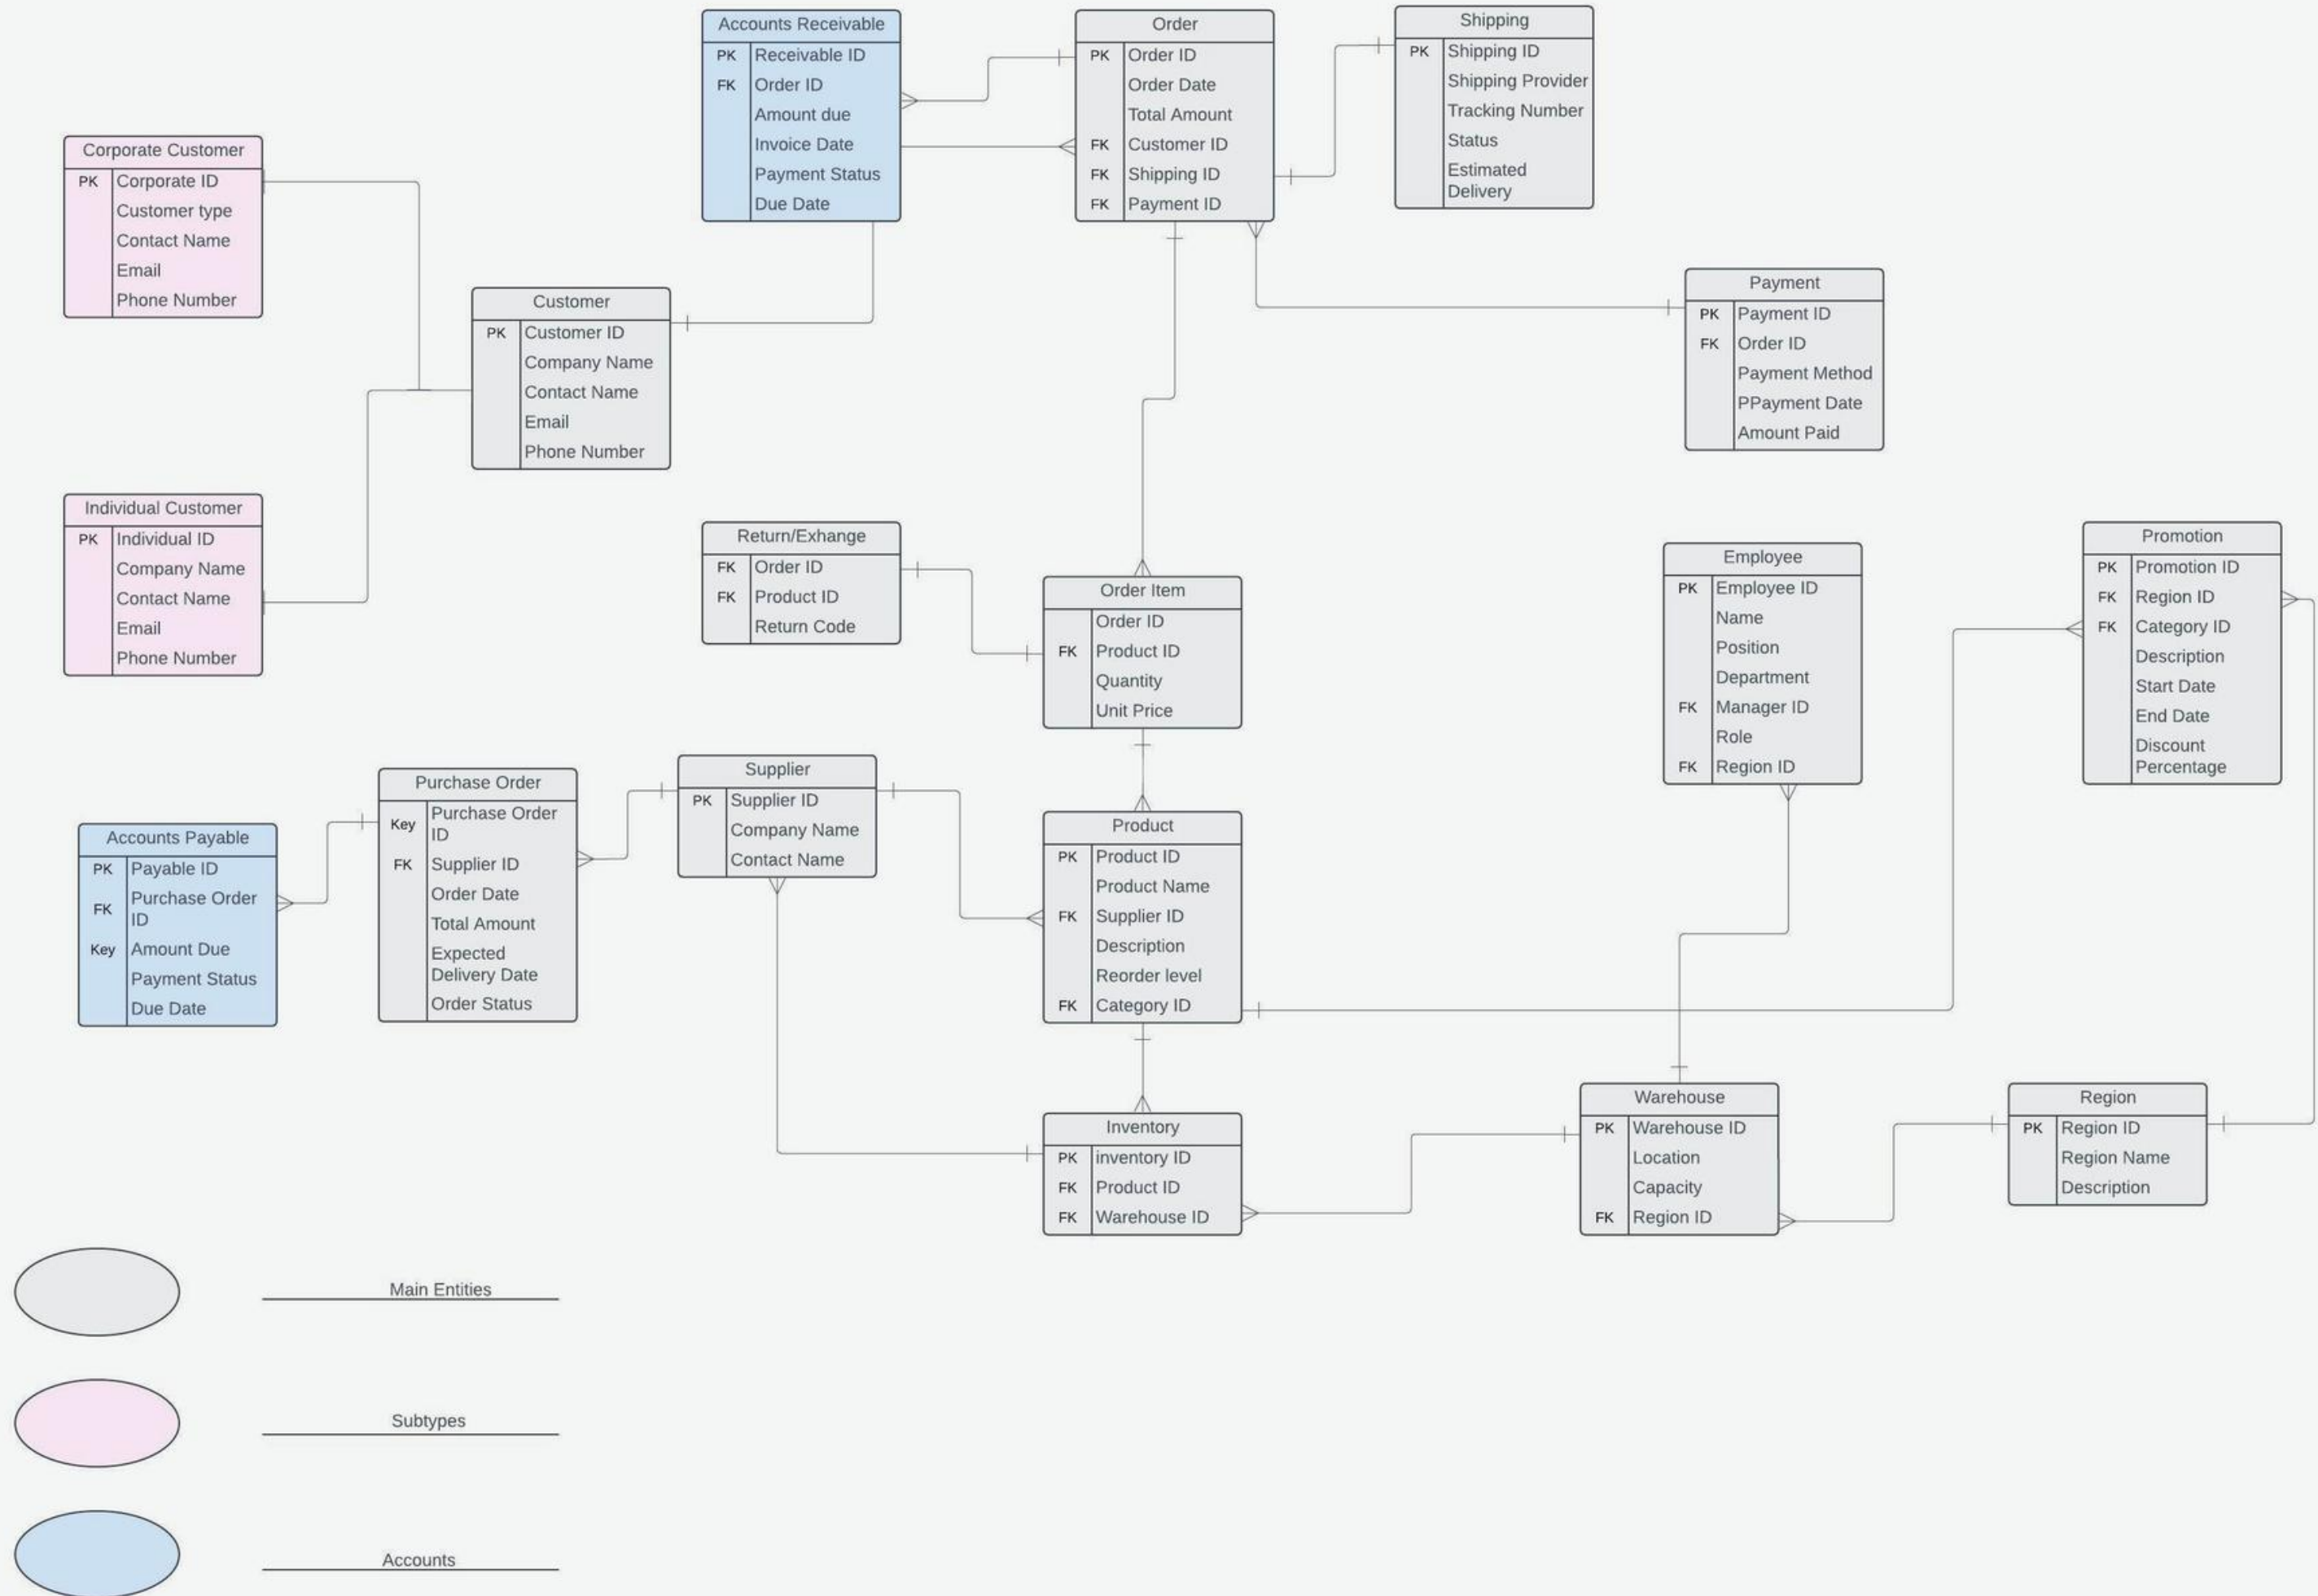 Accounts Receivable
PK Receivable ID
FK Order ID
Amount due
Invoice Date
Payment Status
Due Date
Order
PK Order ID
Order Date
Total Amount
FK Customer ID
FK Shipping ID
FK Payment ID
Shipping
PK Shipping ID
Shipping Provider
Tracking Number
Status
Estimated
Delivery
Corporate Customer
PK Corporate ID
Customer type
Contact Name
Email
Phone Number
Customer
PK Customer ID
Company Name
Contact Name
Email
Phone Number
Payment
PK Payment ID
FK Order ID
Payment Method
PPayment Date
Amount Paid
Individual Customer
PK Individual ID
Company Name
Contact Name
Email
Phone Number
Return/Exhange
FK Order ID
FK Product ID
Return Code
Order Item
Order ID
FK Product ID
Quantity
Unit Price
Employee
PK Employee ID
Name
Position
Department
FK Manager ID
Role
FK Region ID
Promotion
PK Promotion ID
FK Region ID
FK Category ID
Description
Start Date
End Date
Discount
Percentage
Accounts Payable
PK Payable ID
FK Purchase Order
ID
Key Amount Due
Payment Status
Due Date
Purchase Order
Key Purchase Order
ID
FK Supplier ID
Order Date
Total Amount
Expected
Delivery Date
Order Status
Supplier
PK Supplier ID
Company Name
Contact Name
Product
PK Product ID
Product Name
FK Supplier ID
Description
Reorder level
FK Category ID
Inventory
PK inventory ID
FK Product ID
FK Warehouse ID
Warehouse
PK Warehouse ID
Location
Capacity
FK Region ID
Region
PK Region ID
Region Name
Description
Main Entities
Subtypes
Accounts